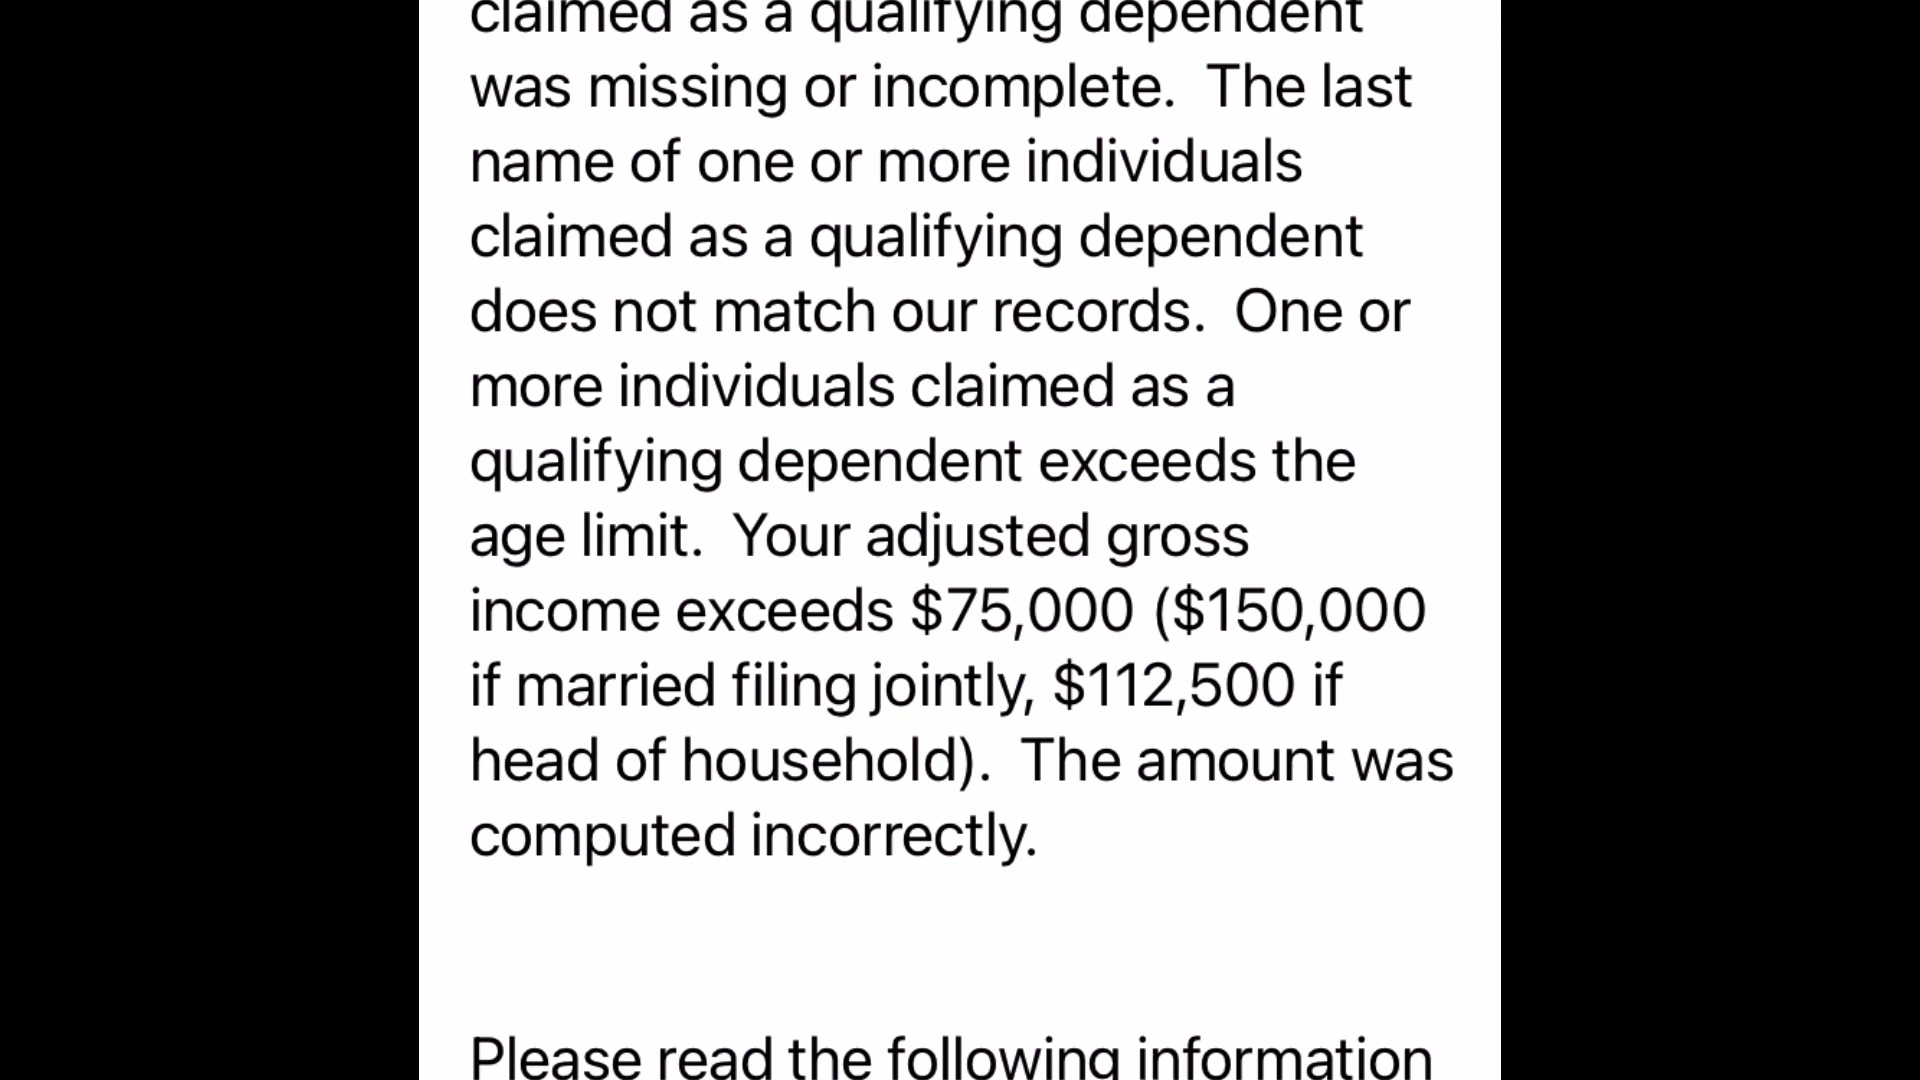 claimed as a qualifying dependent
was missing or incomplete.  The last
name of one or more individuals
claimed as a qualifying dependent
does not match our records.  One or
more individuals claimed as a
qualifying dependent exceeds the
age limit.  Your adjusted gross
income exceeds $75,000 ($150,000
if married filing jointly, $112,500 if
head of household).  The amount was
computed incorrectly.
Please read the following information